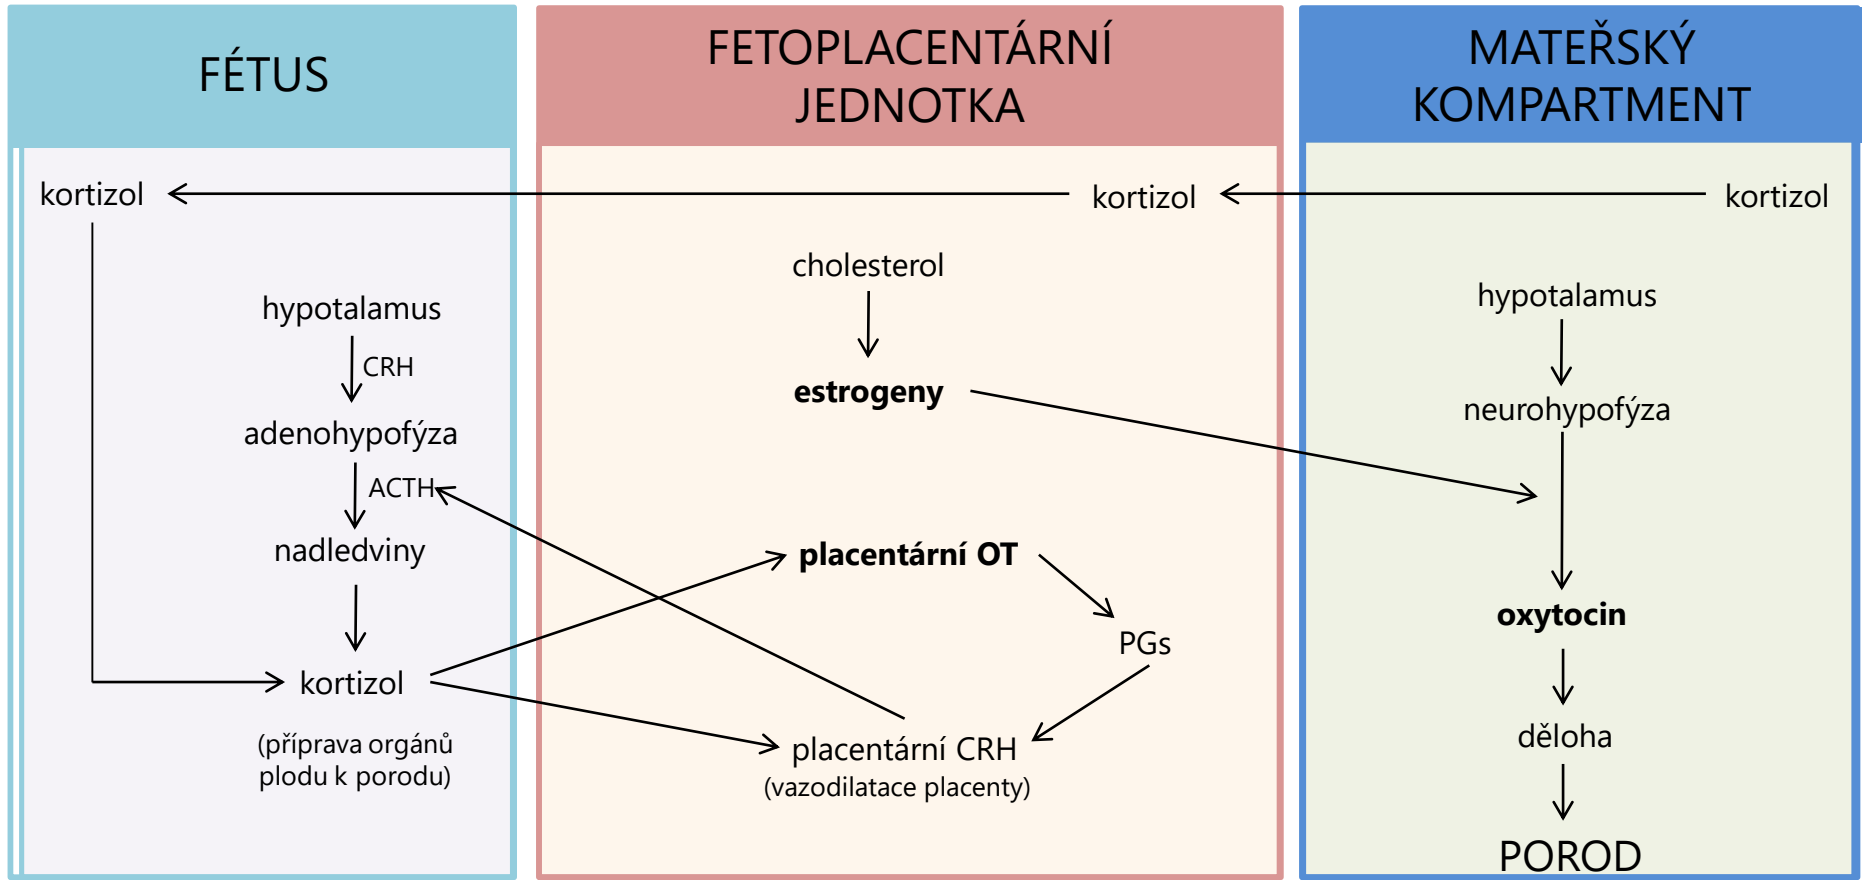 FÉTUS
kortizol
hypotalamus
CRH
adenohypofýza
ACTH
nadledviny
kortizol
(příprava orgánů
plodu k porodu)
FETOPLACENTÁRNÍ
JEDNOTKA
kortizol
cholesterol
estrogeny
placentární OT
PGs
placentární CRH
(vazodilatace placenty)
MATEŘSKÝ
KOMPARTMENT
kortizol
hypotalamus
neurohypofýza
oxytocin
děloha
POROD